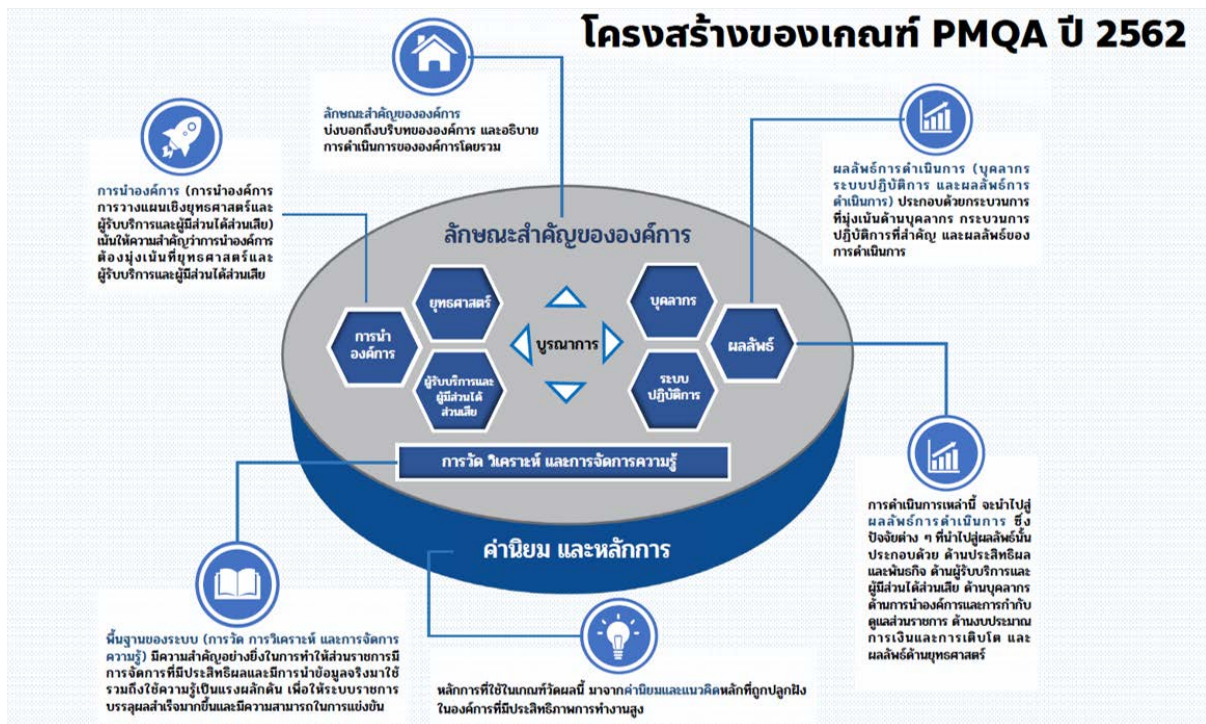 โครงสร้างของเกณฑ์ PMQA ปี 2562
ลักษณะสำคัญขององค์การ
บ่งบอกถึงบริบทขององค์การ และอธิบาย
การดำเนินการขององค์การโดยรวม
การนำองค์การ (การนำองค์การ
การวางแผนเชิงยุทธศาสตร์และ
ผู้รับบริการและผู้มีส่วนได้ส่วนเสีย)
เน้นให้ความสำคัญว่าการนำองค์การ
ต้องมุ่งเน้นที่ยุทธศาสตร์และ
ผู้รับบริการและผู้มีส่วนได้ส่วนเสีย
ผลลัพธ์การดำเนินการ (บุคลากร
ระบบปฏิบัติการ และผลลัพธ์การ
ดำเนินการ) ประกอบด้วยกระบวนการ
ที่มุ่งเน้นด้านบุคลากร กระบวนการ
ปฏิบัติการที่สำคัญ และผลลัพธ์ของ
การดำเนินการ
ลักษณะสำคัญขององค์การ
ยุทธศาสตร์
บุคลากร
การนำ
องค์การ
บูรณาการ
ผลลัพธ์
ผู้รับบริการและ
ผู้มีส่วนได้
ส่วนเสีย
ระบบ
ปฏิบัติการ
การวัด วิเคราะห์ และการจัดการความรู้
ค่านิยม และหลักการ
การดำเนินการเหล่านี้ จะนำไปสู่
ผลลัพธ์การดำเนินการ ซึ่ง
ปัจจัยต่าง ๆ ที่นำไปสู่ผลลัพธ์นั้น
ประกอบด้วย ด้านประสิทธิผล
และพันธกิจ ด้านผู้รับบริการและ
ผู้มีส่วนได้ส่วนเสีย ด้านบุคลากร
ด้านการนำองค์การและการกำกับ
ดูแลส่วนราชการ ด้านงบประมาณ
การเงินและการเติบโต และ
ผลลัพธ์ด้านยุทธศาสตร์
พื้นฐานของระบบ (การวัด การวิเคราะห์ และการจัดการ
ความรู้) มีความสำคัญอย่างยิ่งในการทำให้ส่วนราชการมี
การจัดการที่มีประสิทธิผลและมีการนำข้อมูลจริงมาใช้
รวมถึงใช้ความรู้เป็นแรงผลักดัน เพื่อให้ระบบราชการ
บรรลุผลสำเร็จมากขึ้นและมีความสามารถในการแข่งขัน
หลักการที่ใช้ในเกณฑ์วัดผลนี้ มาจากค่านิยมและแนวคิดหลักที่ถูกปลูกฝัง
ในองค์การที่มีประสิทธิภาพการทำงานสูง